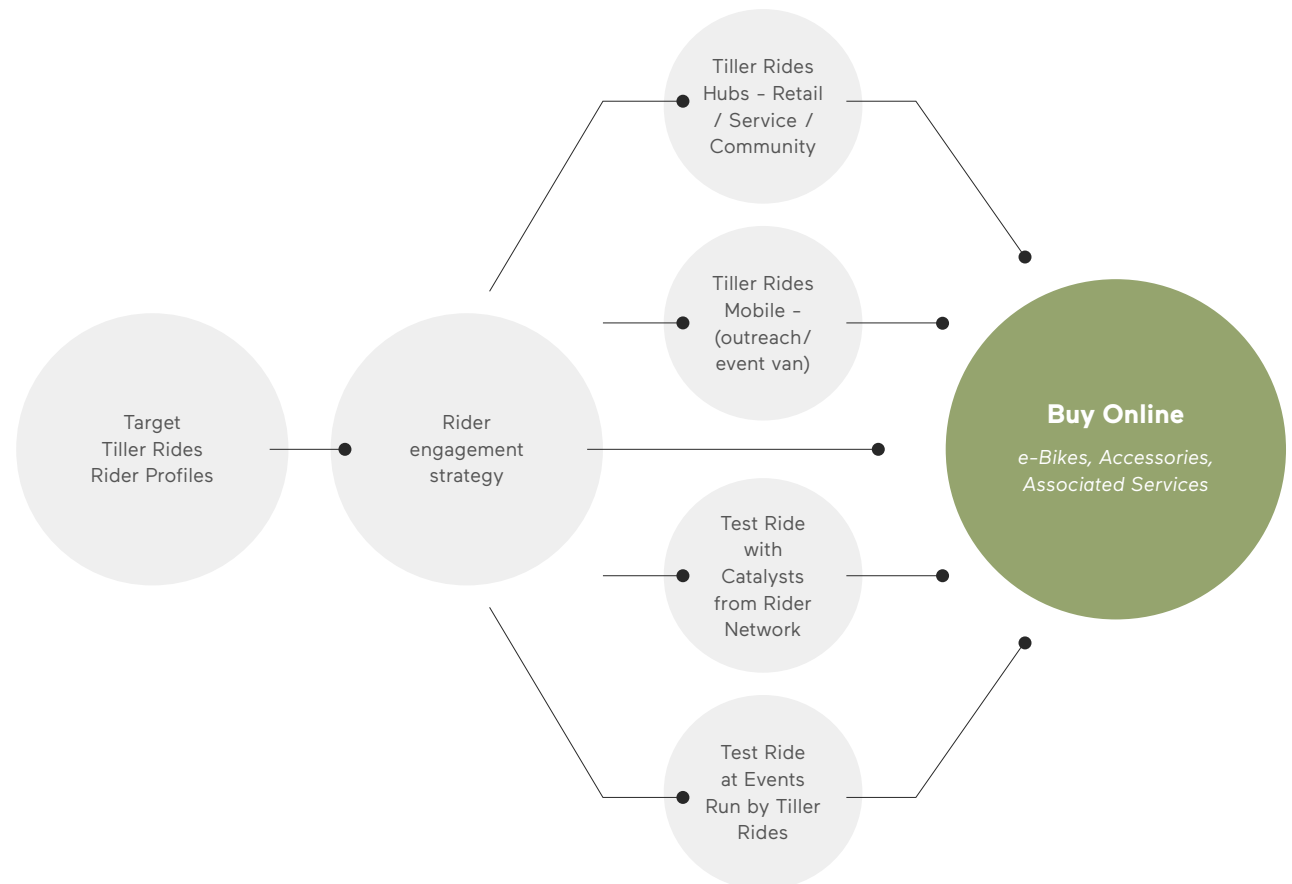 Target
Tiller Rides
Rider Profiles
Rider
engagement
strategy
Tiller Rides
Hubs - Retail
/ Service /
Community
Tiller Rides
Mobile -
(outreach/
event van)
Test Ride
with
Catalysts
from Rider
Network
Test Ride
at Events
Run by Tiller
Rides
Buy Online
e-Bikes, Accessories,
Associated Services